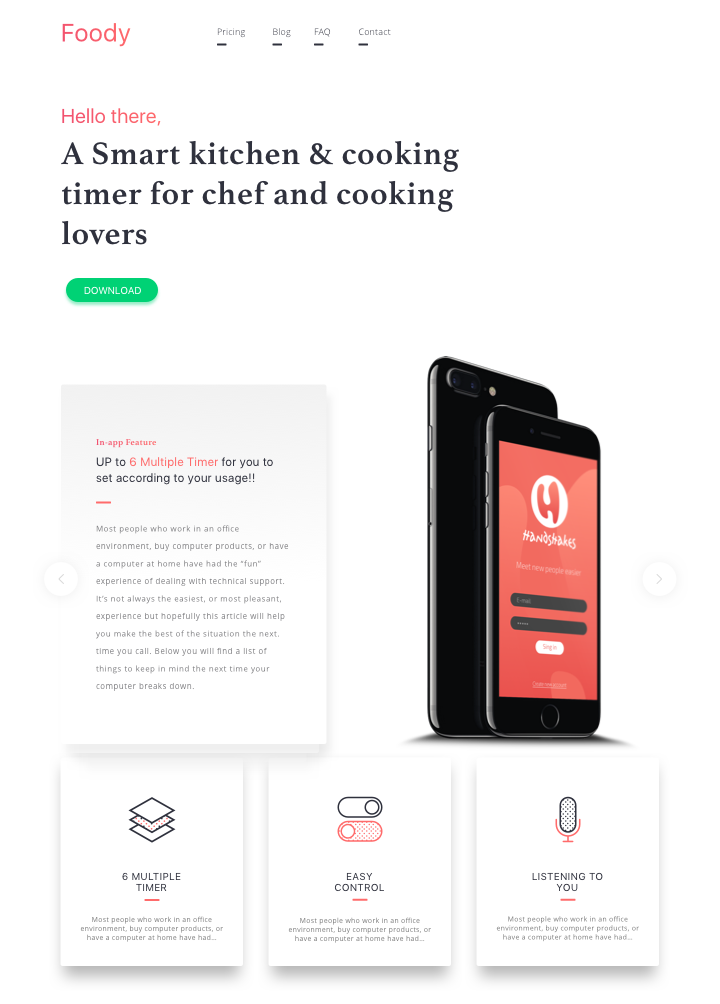 Foody
Pricing
Blog
FAQ
Contact
Hello there,
A Smart kitchen & cooking
timer for chef and cooking
lovers
DOWNLOAD
In-app Feature
UP to 6 Multiple Timer for you to
set according to your usage!!
Most people who work in an office
environment, buy computer products, or have
a computer at home have had the "fun"
experience of dealing with technical support.
It's not always the easiest, or most pleasant,
experience but hopefully this article will help
you make the best of the situation the next.
time you call. Below you will find a list of
things to keep in mind the next time your
computer breaks down.
Handshakes
Meet new people easier
E-mail
Sing in
6 MULTIPLE
TIMER
Most people who work in an office
environment, buy computer products, or
have a computer at home have had...
EASY
CONTROL
Most people who work in an office
environment, buy computer products, or
have a computer at home have had...
LISTENING TO
YOU
Most people who work in an office
environment, buy computer products, or
have a computer at home have had...